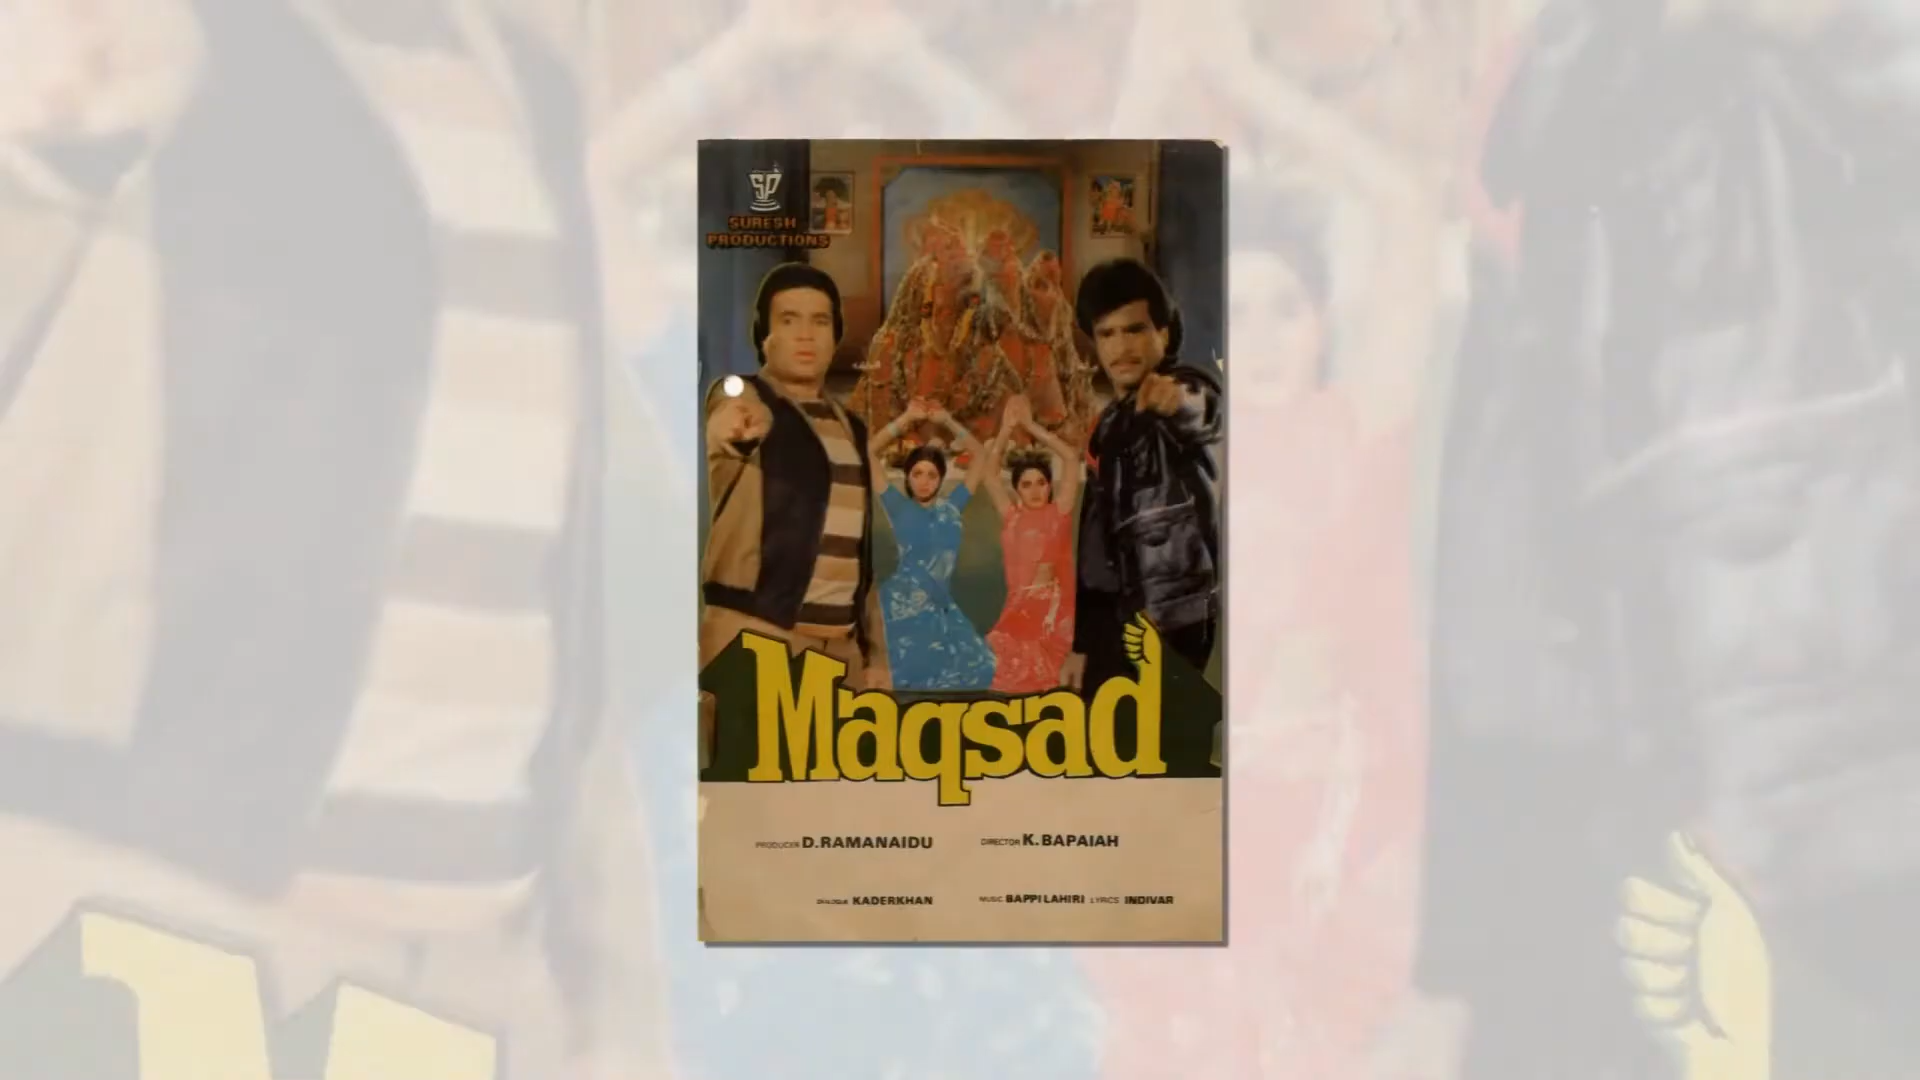 SP
SURESH
PRODUCTIONS
Maqsad
PRODUCER D.RAMANAIDU DIRECTOR K.BAPAIAH
DIALOGUE KADERKHAN MUSIC BAPPI LAHIRI LYRICS INDIVAR